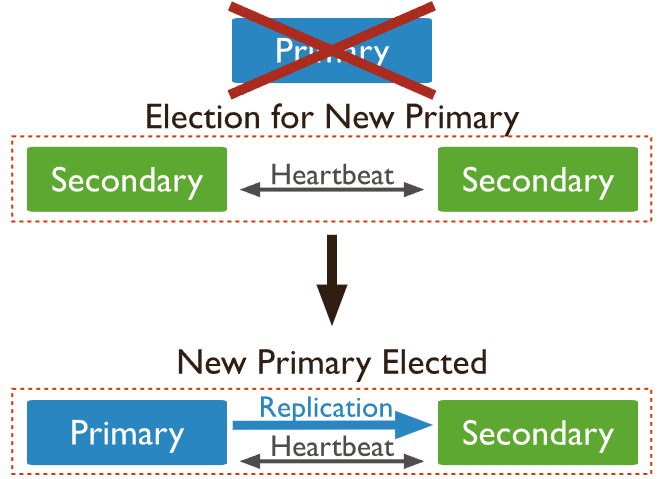 Primary
Election for New Primary
Secondary
Heartbeat
Secondary
New Primary Elected
Primary
Replication
Heartbeat
Secondary